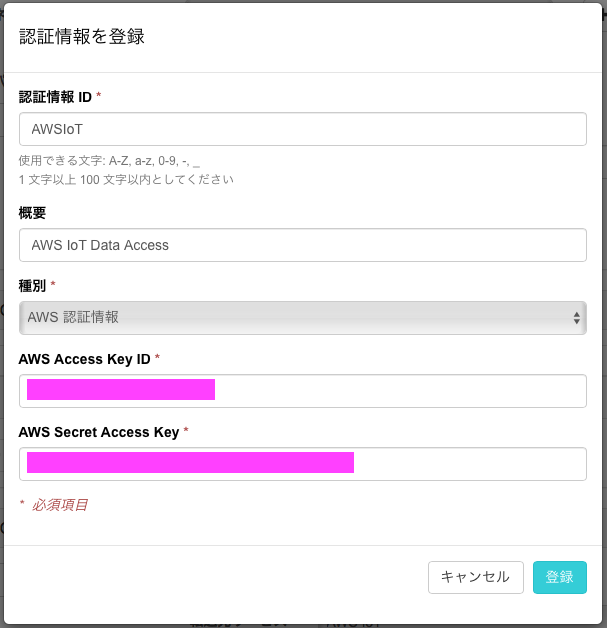 認証情報を登録
認証情報 ID *
AWSIoT
使用できる文字: A-Z, a-z, 0-9, -, _
1 文字以上 100 文字以内としてください
概要
AWS IoT Data Access
種別 *
AWS 認証情報
AWS Access Key ID *
AWS Secret Access Key *
* 必須項目
キャンセル
登録